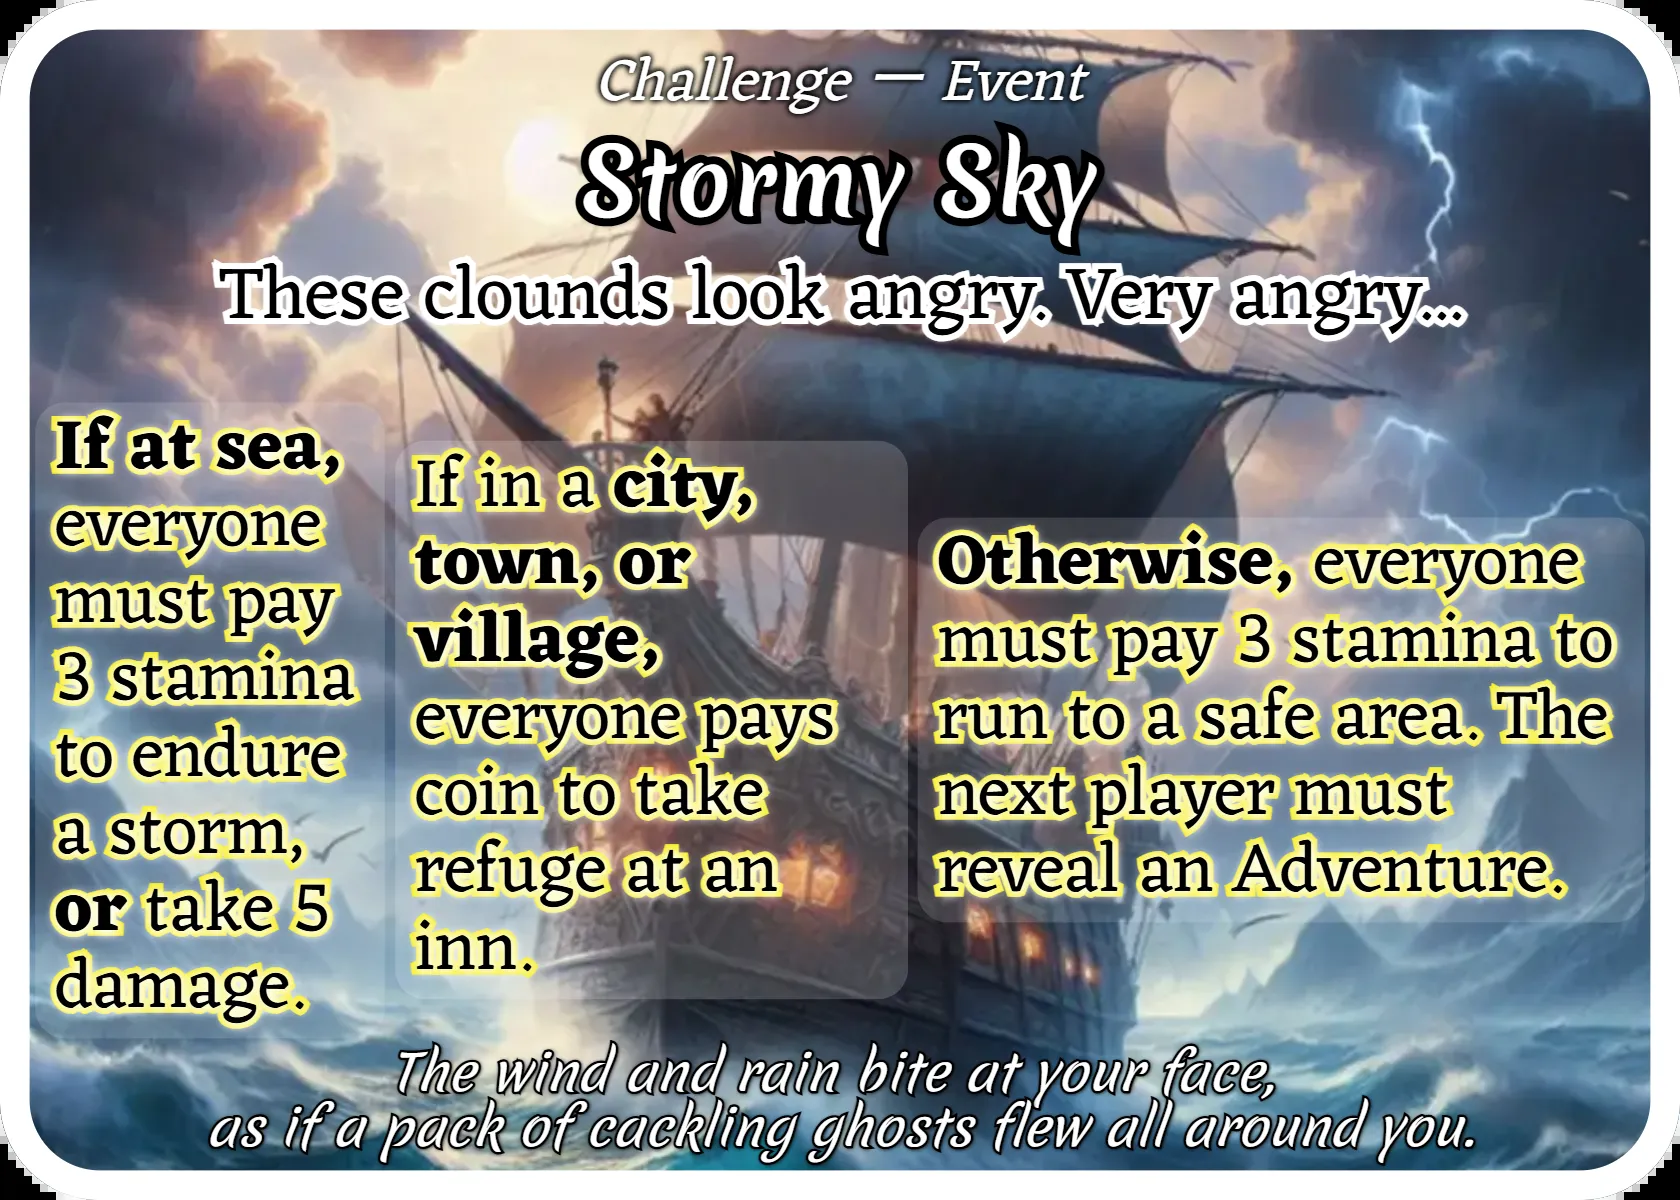 Challenge — Event
Stormy Sky
These clounds look angry. Very angry...
If at sea,
everyone
must pay
3 stamina
to endure
a storm,
or take 5
damage.
If in a city,
town, or
village,
everyone pays
coin to take
refuge at an
inn.
Otherwise, everyone
must pay 3 stamina to
run to a safe area. The
next player must
reveal an Adventure.
The wind and rain bite at your face,
as if a pack of cackling ghosts flew all around you.